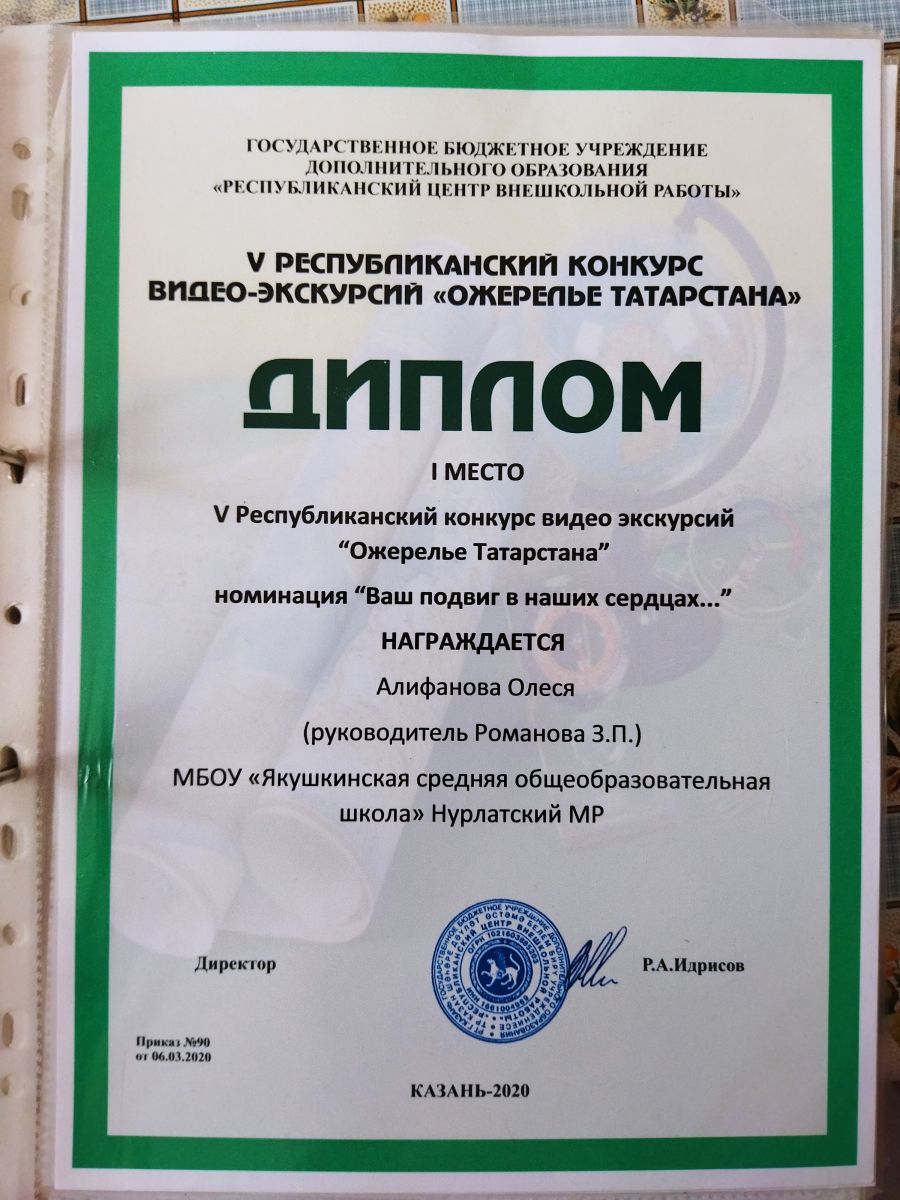 ГОСУДАРСТВЕННОЕ БЮДЖЕТНОЕ УЧРЕЖДЕНИЕ
ДОПОЛНИТЕЛЬНОГО ОБРАЗОВАНИЯ
«РЕСПУБЛИКАНСКИЙ ЦЕНТР ВНЕШКОЛЬНОЙ РАБОТЫ»
V РЕСПУБЛИКАНСКИЙ КОНКУРС
ВИДЕО-ЭКСКУРСИЙ «ОЖЕРЕЛЬЕ ТАТАРСТАНА»
ДИПЛОМ
I МЕСТО
V Республиканский конкурс видео экскурсий
“Ожерелье Татарстана”
номинация “Ваш подвиг в наших сердцах...”
НАГРАЖДАЕТСЯ
Алифанова Олеся
(руководитель Романова З.П.)
МБОУ «Якушкинская средняя общеобразовательная
школа» Нурлатский МР
Директор
Р.А.Идрисов
Приказ №90
от 06.03.2020
КАЗАНЬ-2020